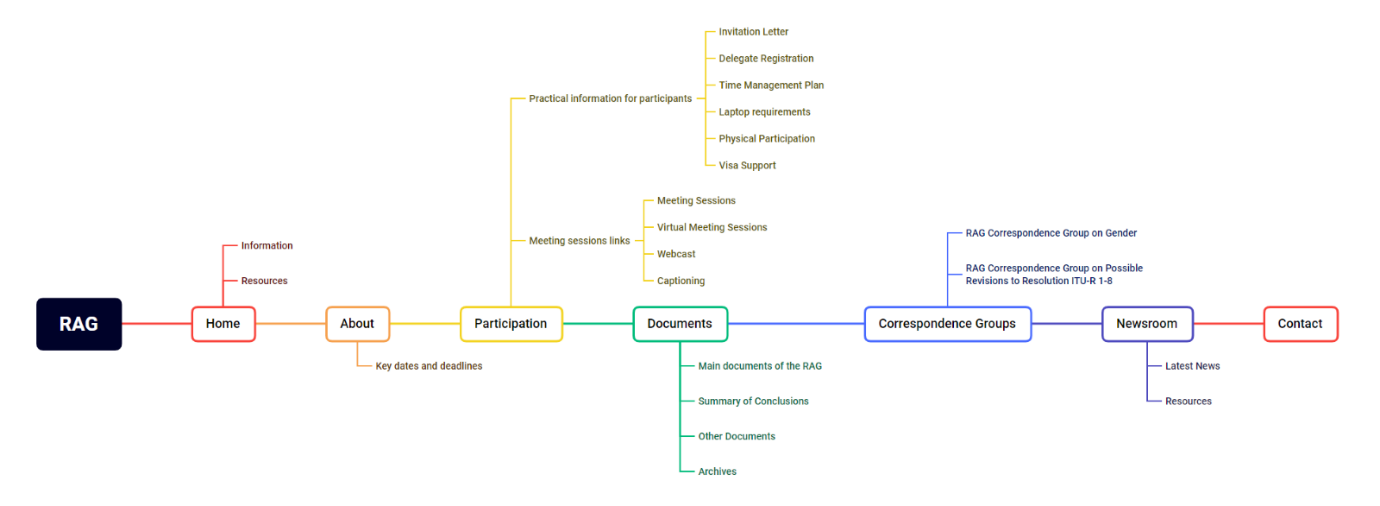 RAG
Home
Information
Resources
About
Key dates and deadlines
Participation
Practical information for participants
Invitation Letter
Delegate Registration
Time Management Plan
Laptop requirements
Physical Participation
Visa Support
Meeting sessions links
Meeting Sessions
Virtual Meeting Sessions
Webcast
Captioning
Documents
Main documents of the RAG
Summary of Conclusions
Other Documents
Archives
Correspondence Groups
RAG Correspondence Group on Gender
RAG Correspondence Group on Possible
Revisions to Resolution ITU-R 1-8
Newsroom
Latest News
Resources
Contact